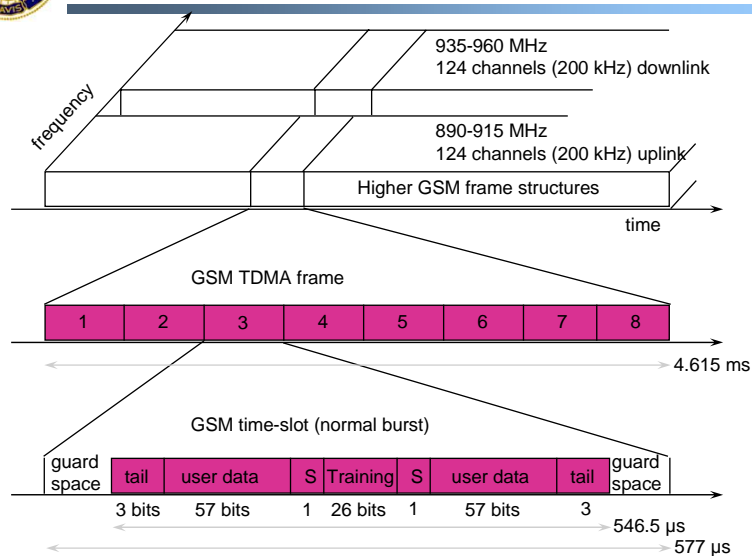 AVIS
935-960 MHz
124 channels (200 kHz) downlink
frequency
890-915 MHz
124 channels (200 kHz) uplink
Higher GSM frame structures
time
GSM TDMA frame
1 2 3 4 5 6 7 8
4.615 ms
GSM time-slot (normal burst)
guard space
tail user data S Training S user data tail
guard space
3 bits 57 bits 1 26 bits 1 57 bits 3
546.5 µs
577 µs